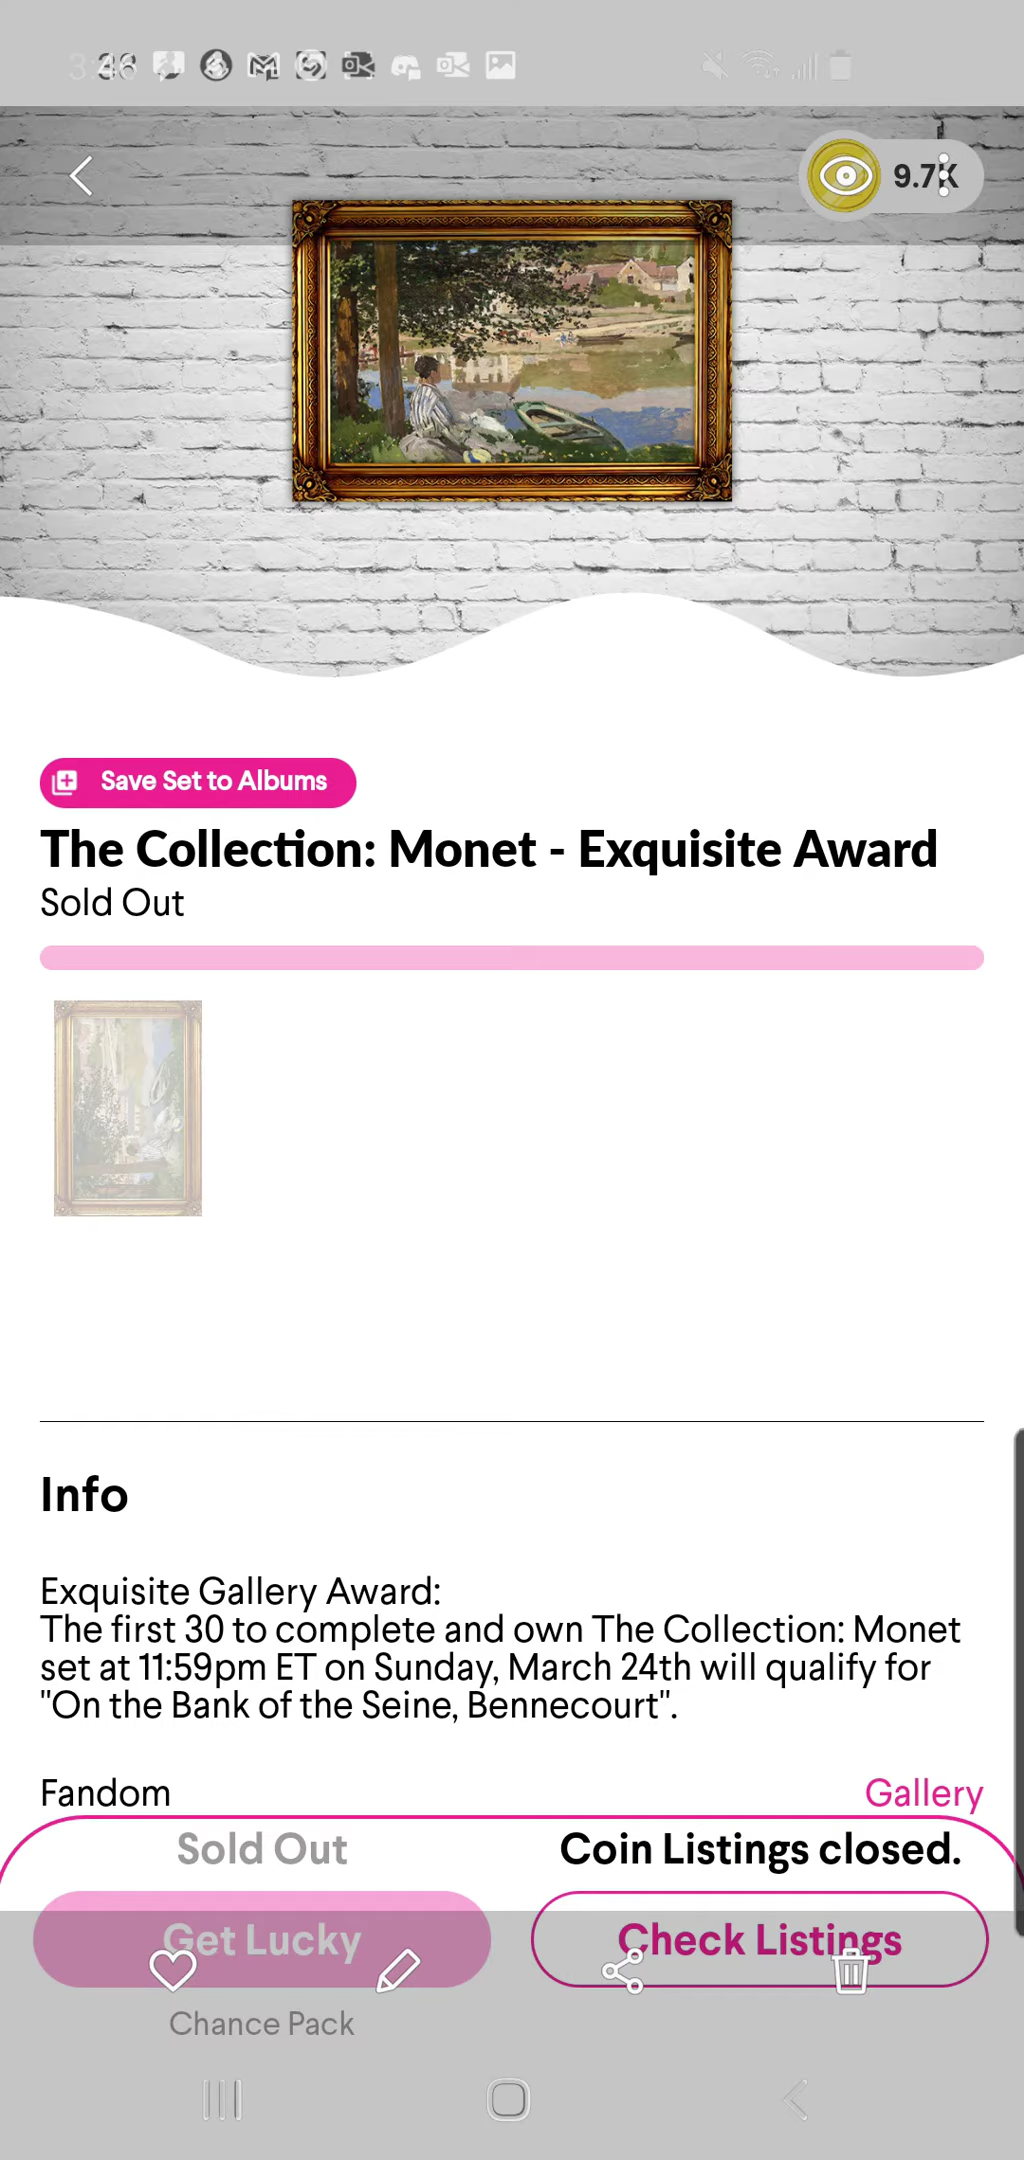 9.7K
Save Set to Albums
The Collection: Monet - Exquisite Award
Sold Out
Info
Exquisite Gallery Award:
The first 30 to complete and own The Collection: Monet
set at 11:59pm ET on Sunday, March 24th will qualify for
"On the Bank of the Seine, Bennecourt".
Fandom Gallery
Sold Out Coin Listings closed.
Get Lucky Check Listings
Chance Pack